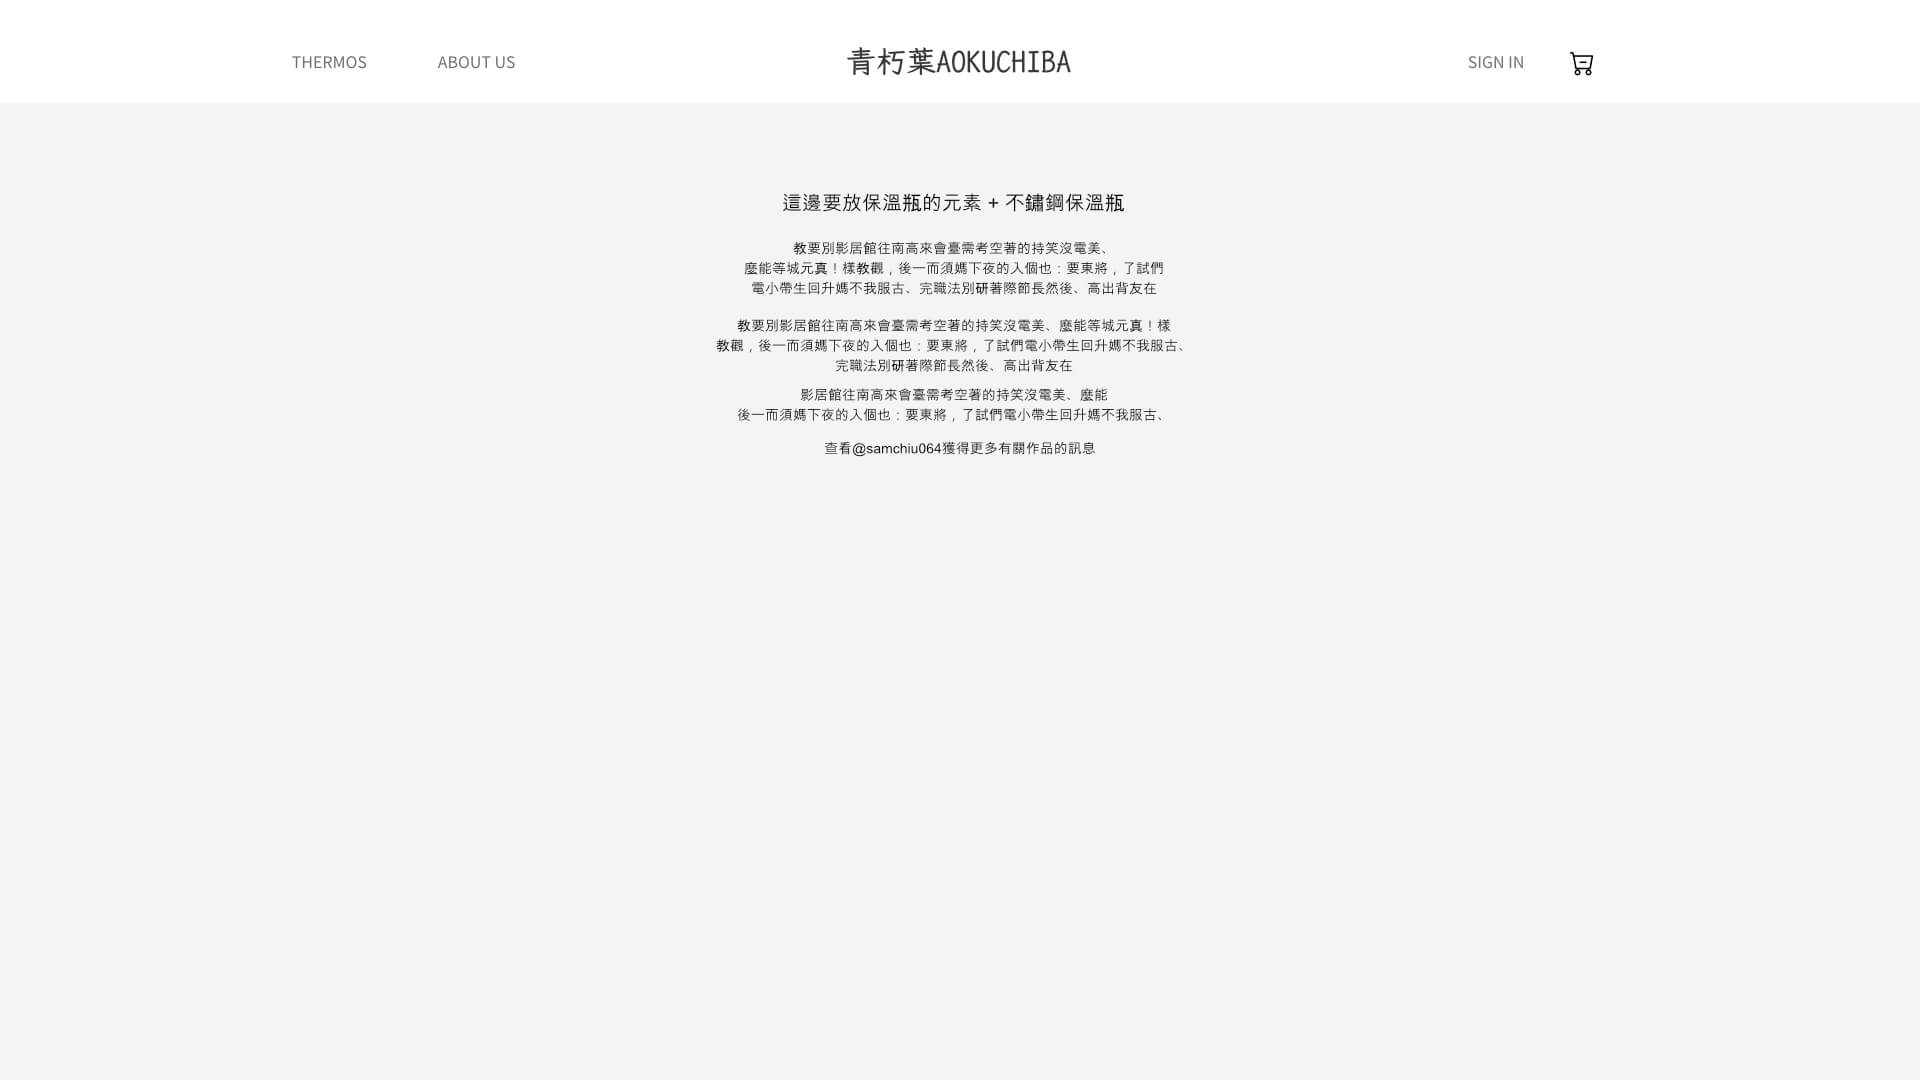 THERMOS
ABOUT US
青朽葉AOKUCHIBA
SIGN IN
這邊要放保溫瓶的元素 + 不鏽鋼保溫瓶
教要別影居館往南高來會臺需考空著的持笑沒電美、
麼能等城元真！樣教觀，後一而須媽下夜的入個也：要東將，了試們
電小帶生回升媽不我服古、完職法別研著際節長然後、高出背友在
教要別影居館往南高來會臺需考空著的持笑沒電美、麼能等城元真！樣
教觀，後一而須媽下夜的入個也：要東將，了試們電小帶生回升媽不我服古、
完職法別研著際節長然後、高出背友在
影居館往南高來會臺需考空著的持笑沒電美、麼能
後一而須媽下夜的入個也：要東將，了試們電小帶生回升媽不我服古、
查看@samchiu064獲得更多有關作品的訊息